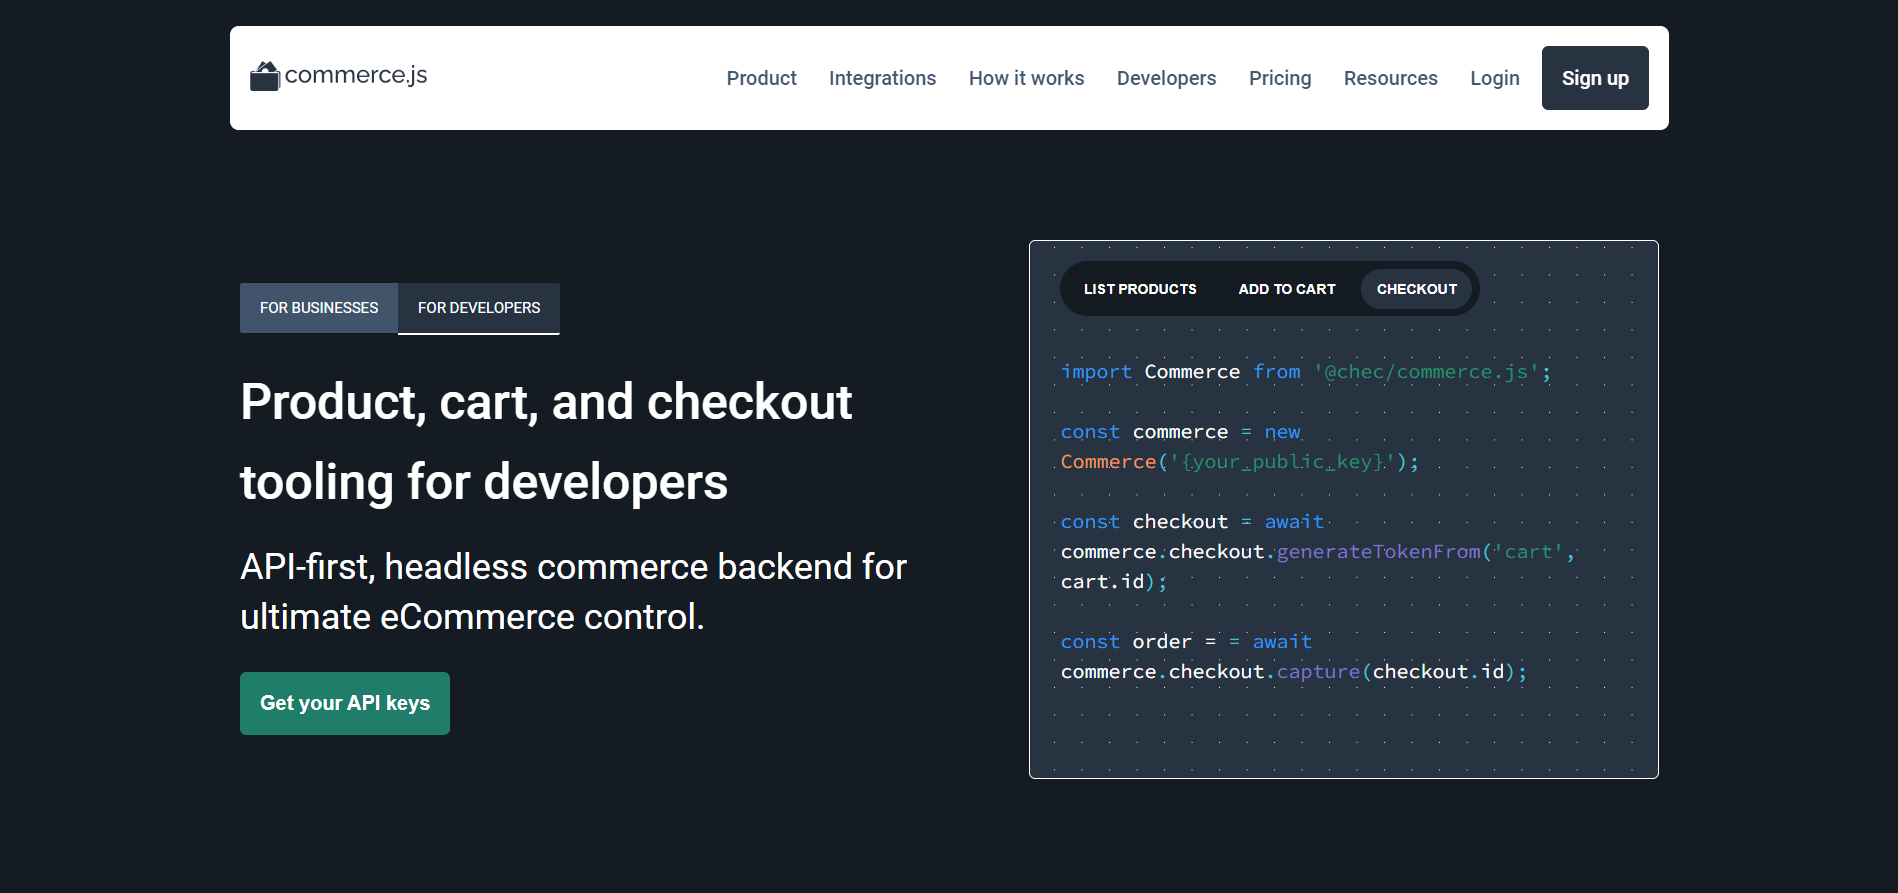 commerce.js
Product Integrations How it works Developers Pricing Resources Login Sign up
FOR BUSINESSES FOR DEVELOPERS
Product, cart, and checkout
tooling for developers
API-first, headless commerce backend for
ultimate eCommerce control.
Get your API keys
LIST PRODUCTS ADD TO CART CHECKOUT
import Commerce from '@chec/commerce.js';
const commerce = new
Commerce('{your_public_key}');
const checkout = await
commerce.checkout.generateTokenFrom('cart',
cart.id);
const order = = await
commerce.checkout.capture(checkout.id);